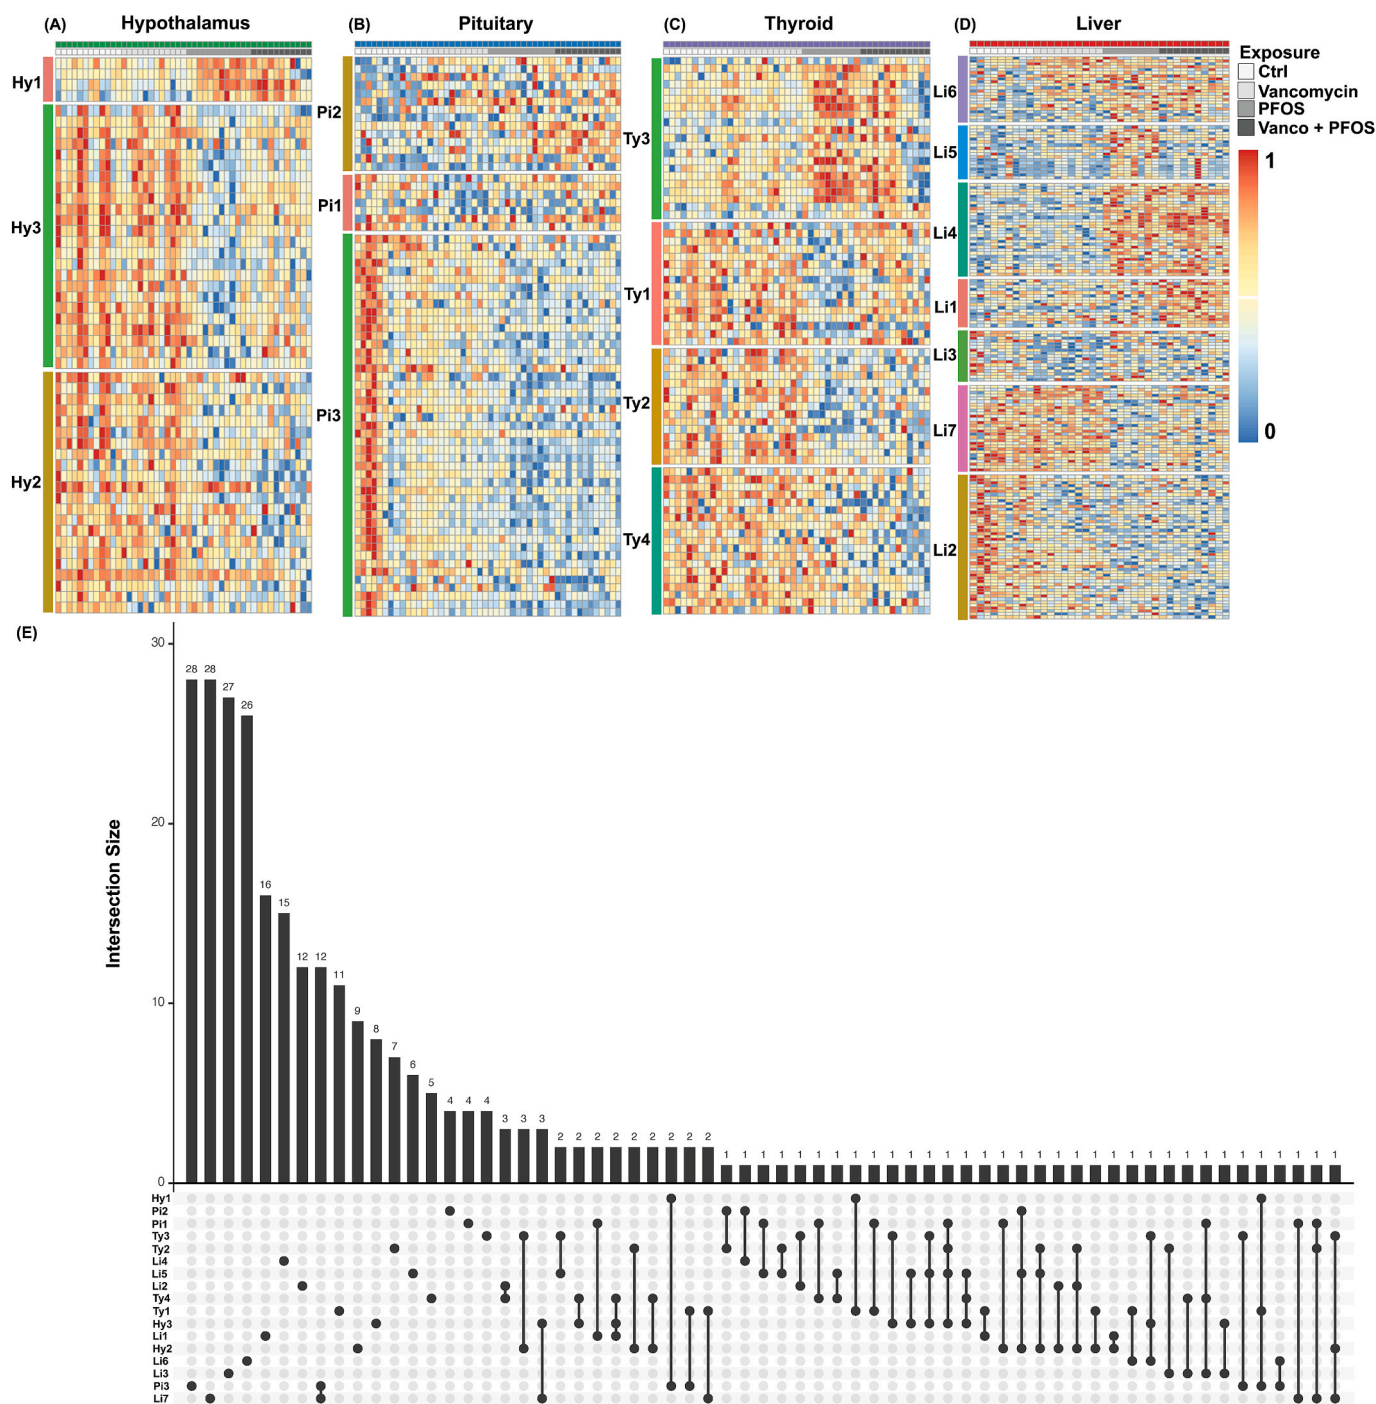 (A) Hypothalamus
(B) Pituitary
(C) Thyroid
(D) Liver
Hy1
Hy3
Hy2
Pi2
Pi1
Pi3
Ty3
Ty1
Ty2
Ty4
Li6
Li5
Li4
Li1
Li3
Li7
Li2
Exposure
Ctrl
Vancomycin
PFOS
Vanco + PFOS
1
0
(E)
Intersection Size
30
20
10
0
28 28 27 26 16 15 12 12 11 9 8 7 6 5 4 4 4 3 3 3 2 2 2 2 2 2 2 2 2 1 1 1 1 1 1 1 1 1 1 1 1 1 1 1 1 1 1 1 1 1 1 1 1 1 1 1 1 1 1 1 1 1 1
Hy1
Pi2
Pi1
Ty3
Ty2
Li4
Li5
Li2
Ty4
Ty1
Hy3
Li1
Hy2
Li6
Li3
Pi3
Li7